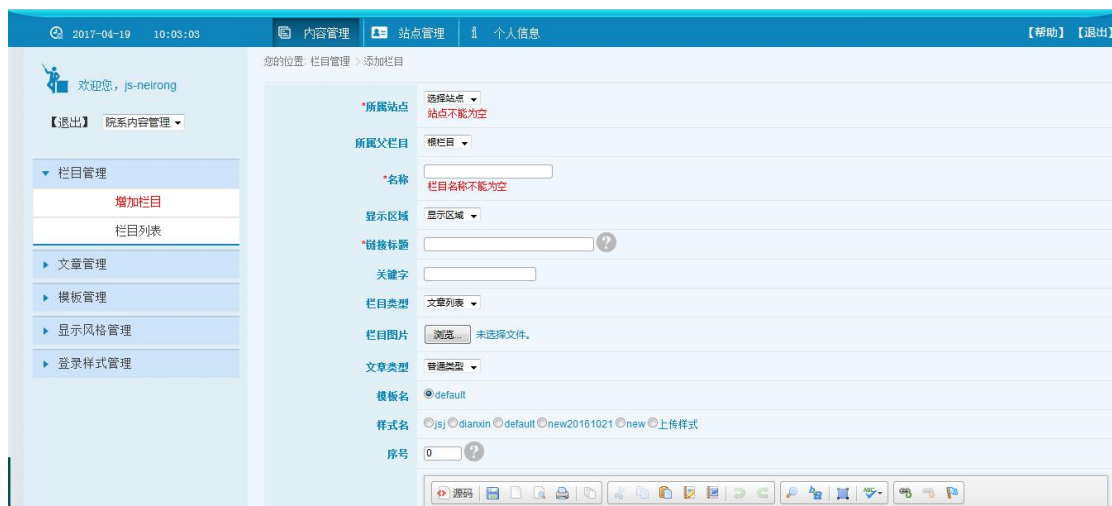 2017-04-19 10:03:03 内容管理 站点管理 个人信息 【帮助】【退出】
您的位置: 栏目管理 > 添加栏目
欢迎您，js-neirong
【退出】 院系内容管理
栏目管理
增加栏目
栏目列表
文章管理
模板管理
显示风格管理
登录样式管理
*所属站点 选择站点
站点不能为空
所属父栏目 根栏目
*名称
栏目名称不能为空
显示区域 显示区域
*链接标题 ?
关键字
栏目类型 文章列表
栏目图片 浏览... 未选择文件。
文章类型 普通类型
模板名 default
样式名 jsj dianxin default new20161021 new 上传样式
序号 0 ?
源码